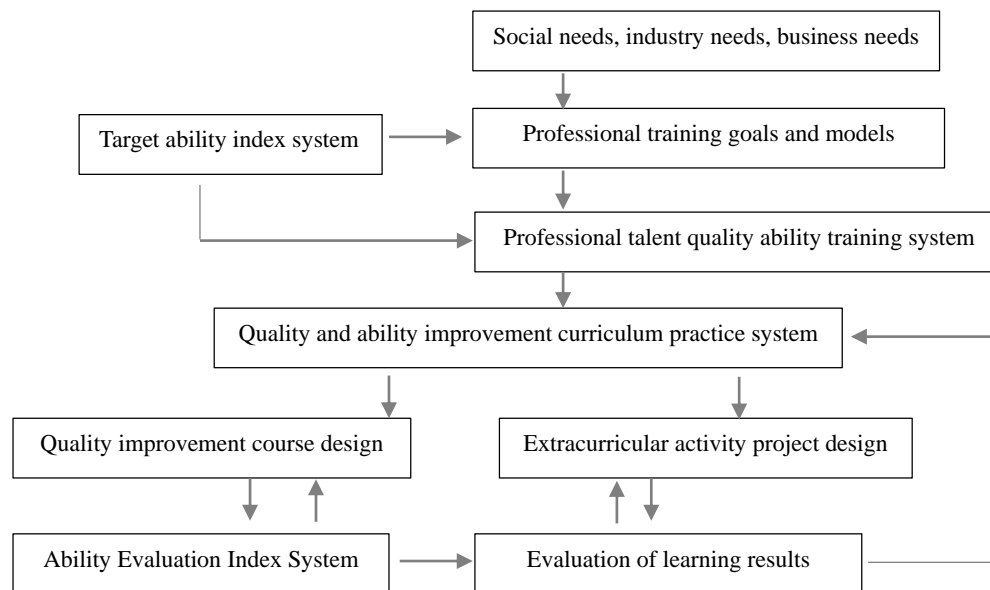 Social needs, industry needs, business needs
Target ability index system
Professional training goals and models
Professional talent quality ability training system
Quality and ability improvement curriculum practice system
Quality improvement course design
Extracurricular activity project design
Ability Evaluation Index System
Evaluation of learning results